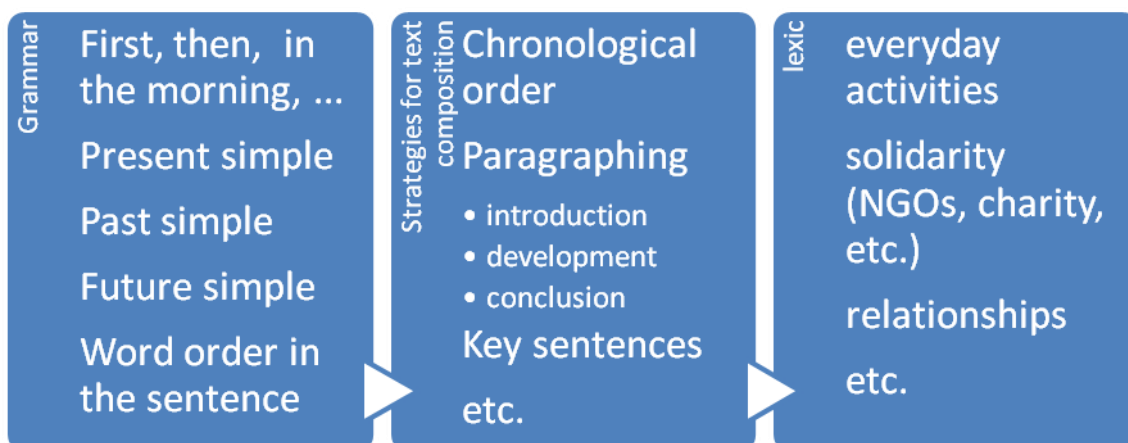 Grammar
First, then, in
the morning, ...
Present simple
Past simple
Future simple
Word order in
the sentence
Strategies for text
composition
Chronological
order
Paragraphing
• introduction
• development
• conclusion
Key sentences
etc.
lexic
everyday
activities
solidarity
(NGOs, charity,
etc.)
relationships
etc.